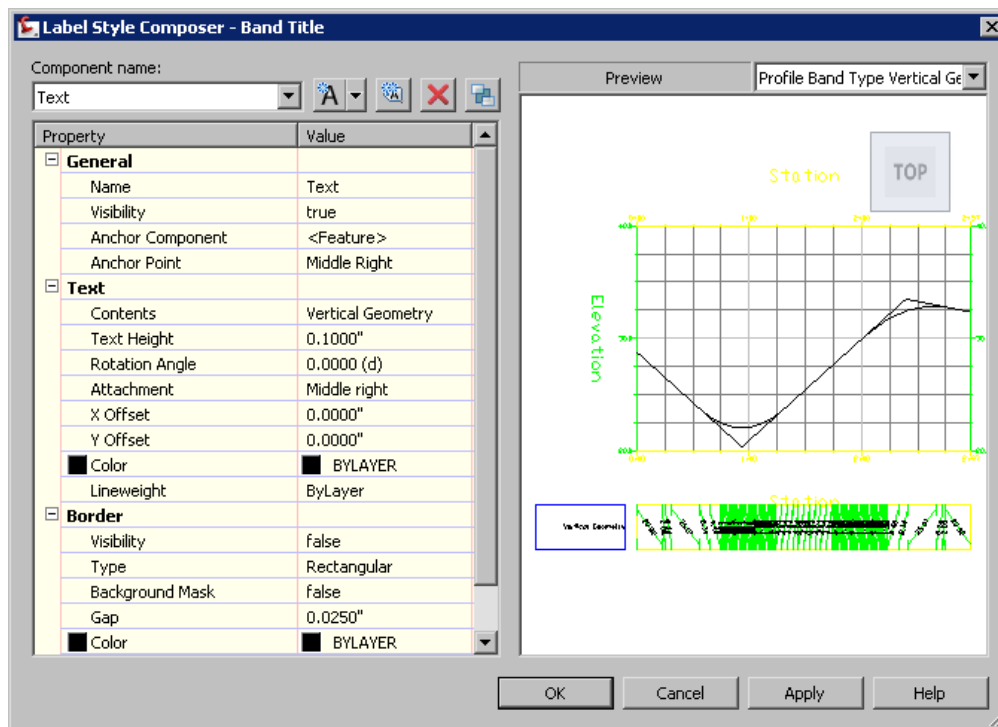 Label Style Composer - Band Title
Component name:
Text
Preview
Profile Band Type Vertical Ge
Property Value
General
Name Text
Visibility true
Anchor Component <Feature>
Anchor Point Middle Right
Text
Contents Vertical Geometry
Text Height 0.1000"
Rotation Angle 0.0000 (d)
Attachment Middle right
X Offset 0.0000"
Y Offset 0.0000"
Color BYLAYER
Lineweight ByLayer
Border
Visibility false
Type Rectangular
Background Mask false
Gap 0.0250"
Color BYLAYER
TOP
Station
Elevation
Station
Vertical Geometry
OK Cancel Apply Help